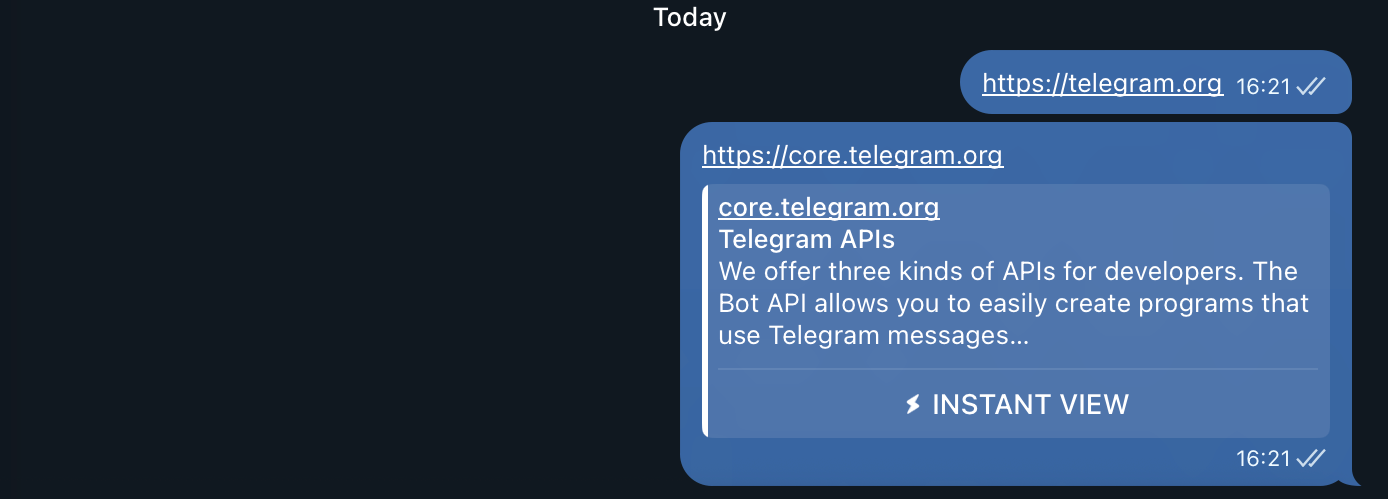 Today
https://telegram.org 16:21
https://core.telegram.org
core.telegram.org
Telegram APIs
We offer three kinds of APIs for developers. The
Bot API allows you to easily create programs that
use Telegram messages...
INSTANT VIEW
16:21